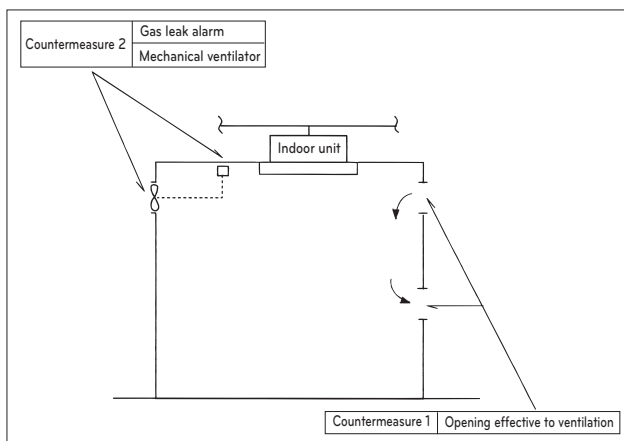 Countermeasure 2
Gas leak alarm
Mechanical ventilator
Indoor unit
Countermeasure 1
Opening effective to ventilation